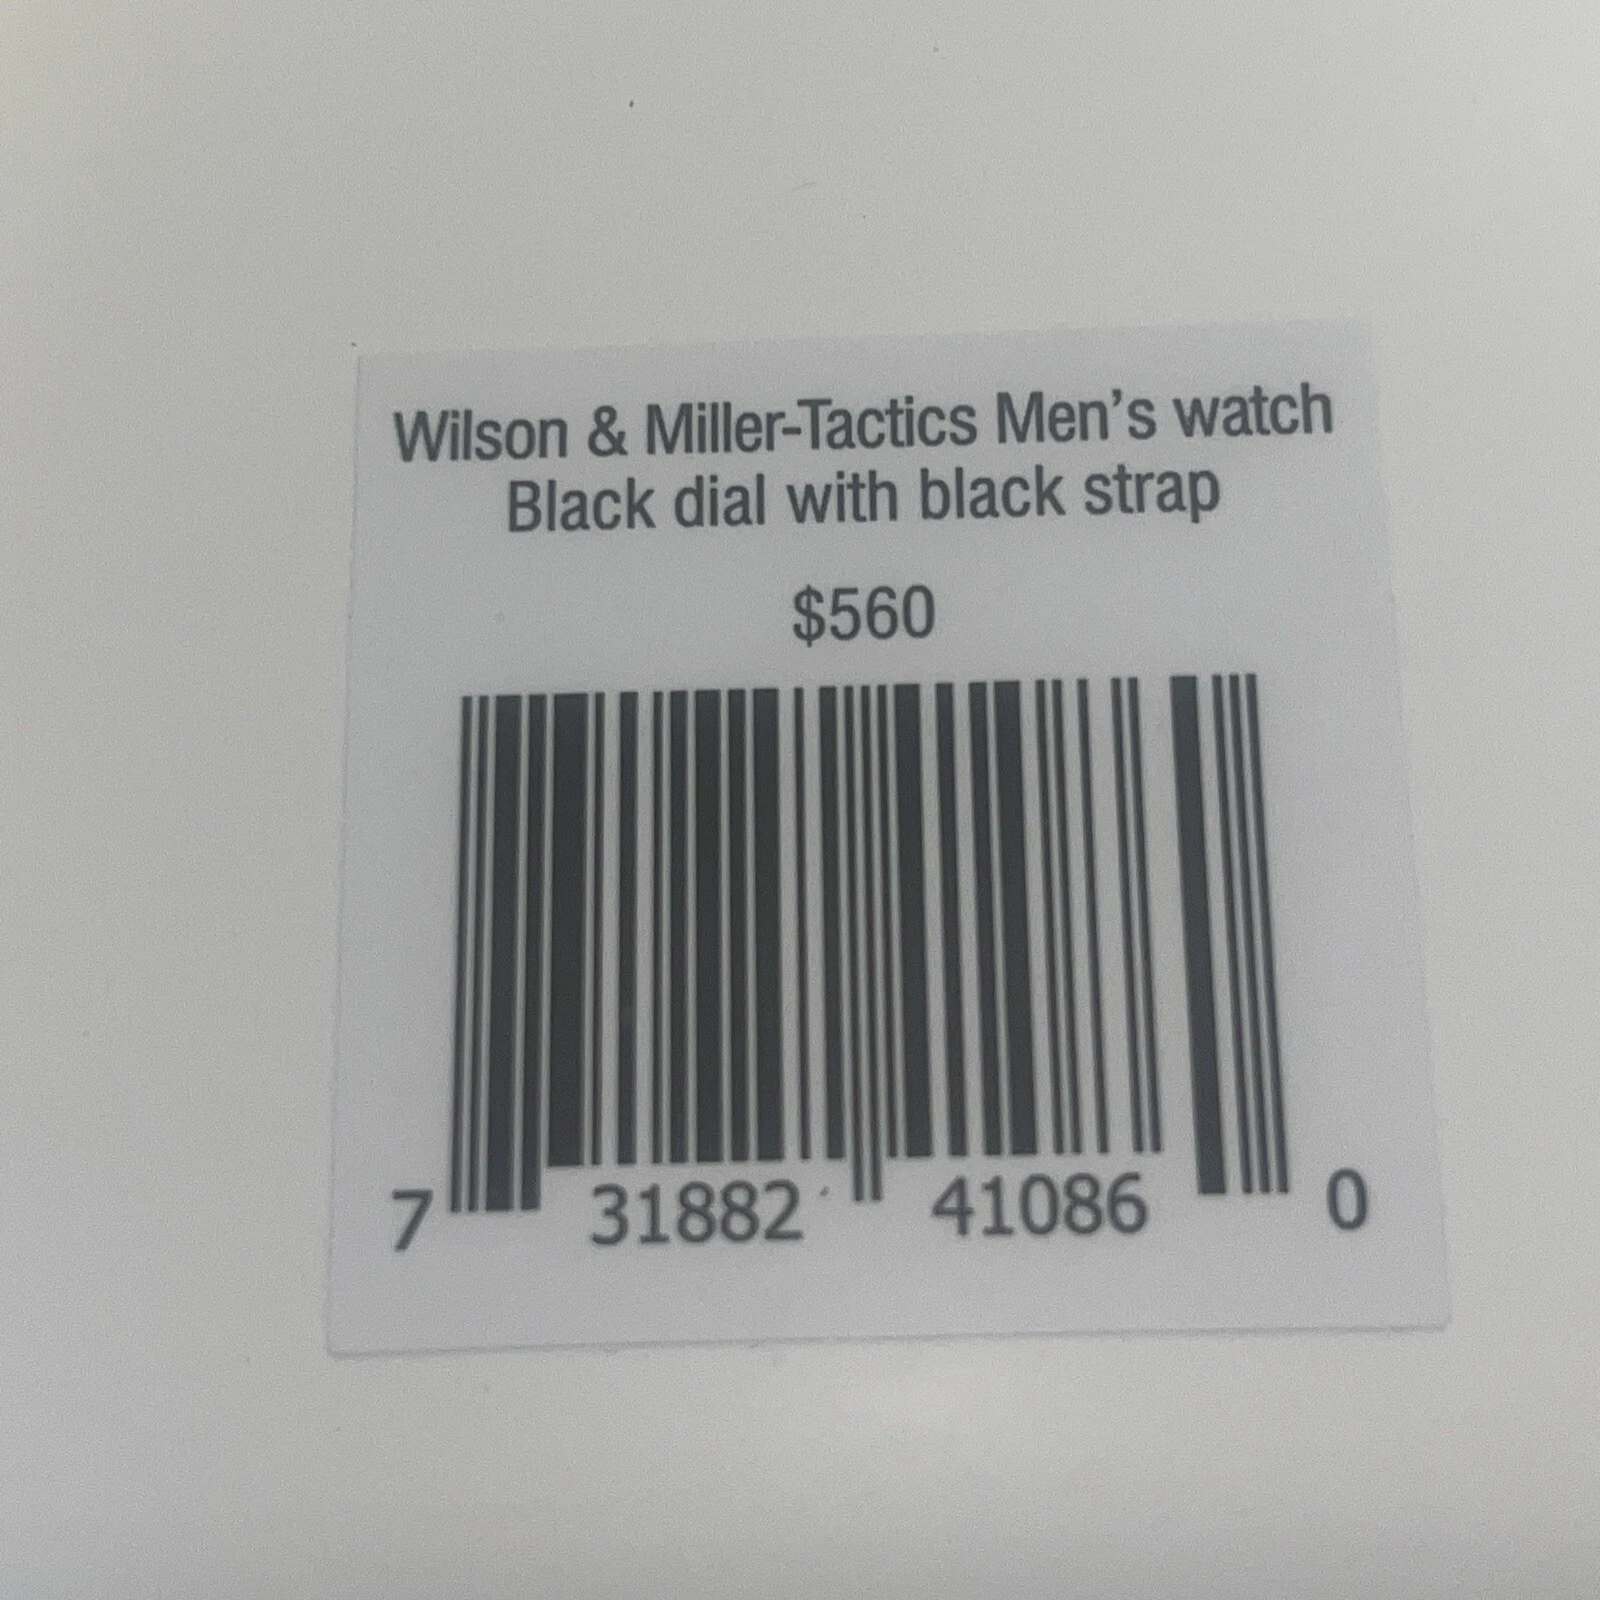 Wilson & Miller-Tactics Men's watch
Black dial with black strap
$560
7 31882 41086 0